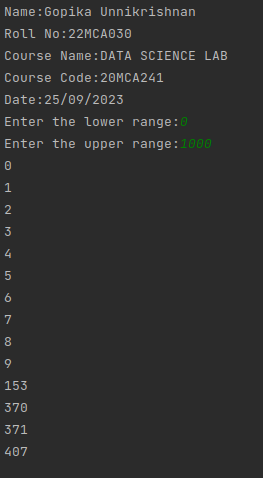 Name:Gopika Unnikrishnan
Roll No:22MCA030
Course Name:DATA SCIENCE LAB
Course Code:20MCA241
Date:25/09/2023
Enter the lower range:0
Enter the upper range:1000
0
1
2
3
4
5
6
7
8
9
153
370
371
407